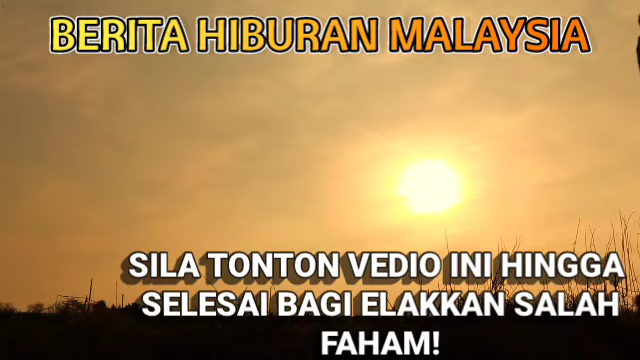 BERITA HIBURAN MALAYSIA
SILA TONTON VEDIO INI HINGGA
SELESAI BAGI ELAKKAN SALAH
FAHAM!